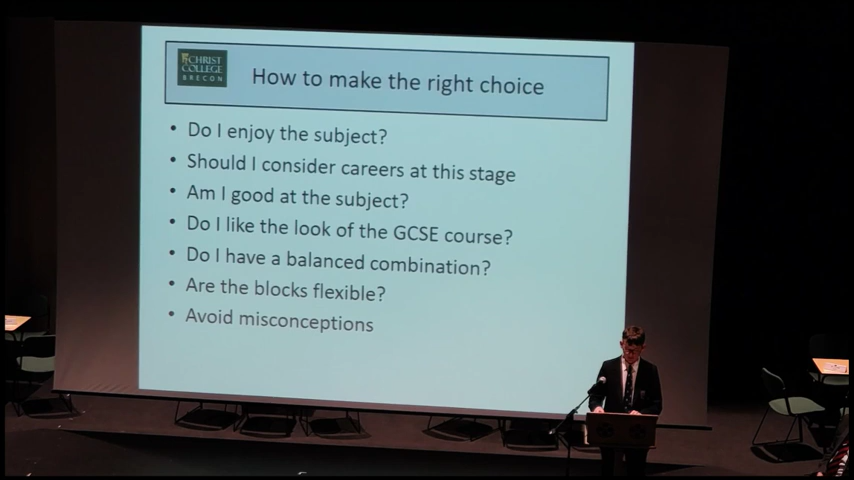 CHRIST
COLLEGE
BRECON
How to make the right choice
• Do I enjoy the subject?
• Should I consider careers at this stage
• Am I good at the subject?
• Do I like the look of the GCSE course?
• Do I have a balanced combination?
• Are the blocks flexible?
• Avoid misconceptions